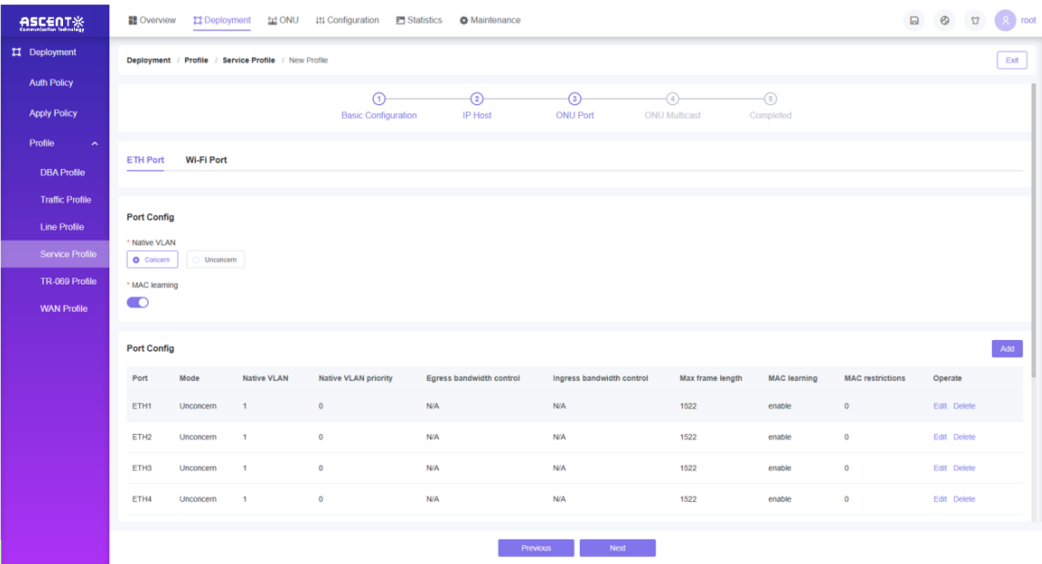 ASCENT
Communication Technology
Overview Deployment ONU Configuration Statistics Maintenance root
Deployment
Auth Policy
Apply Policy
Profile
DBA Profile
Traffic Profile
Line Profile
Service Profile
TR-069 Profile
WAN Profile
Deployment / Profile / Service Profile / New Profile Exit
1 2 3 4 5
Basic Configuration IP Host ONU Port ONU Multicast Completed
ETH Port Wi-Fi Port
Port Config
* Native VLAN
Concern Unconcern
* MAC learning
Port Config Add
Port Mode Native VLAN Native VLAN priority Egress bandwidth control Ingress bandwidth control Max frame length MAC learning MAC restrictions Operate
ETH1 Unconcern 1 0 N/A N/A 1522 enable 0 Edit Delete
ETH2 Unconcern 1 0 N/A N/A 1522 enable 0 Edit Delete
ETH3 Unconcern 1 0 N/A N/A 1522 enable 0 Edit Delete
ETH4 Unconcern 1 0 N/A N/A 1522 enable 0 Edit Delete
Previous Next